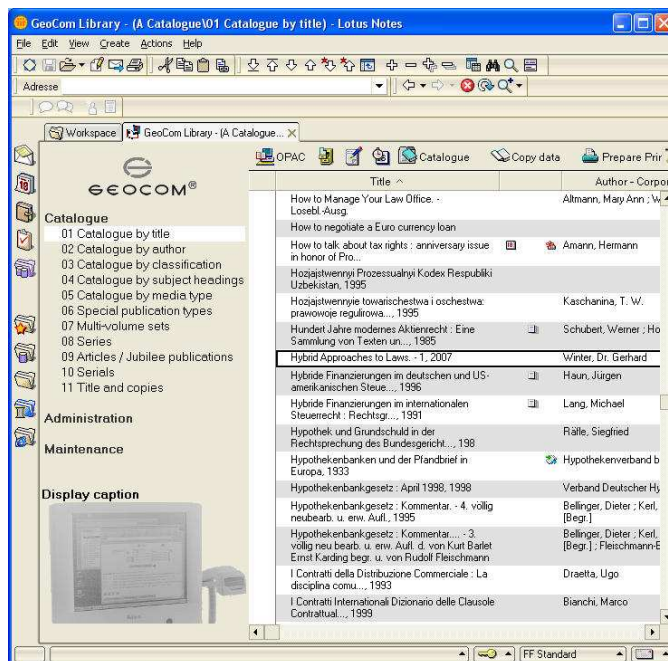 GeoCom Library - (A Catalogue\01 Catalogue by title) - Lotus Notes
File Edit View Create Actions Help
Adresse
Workspace
GeoCom Library - (A Catalogue...
OPAC
Catalogue
Copy data
Prepare Prir
GEOCOM®
Title
Author - Corpor
Catalogue
01 Catalogue by title
02 Catalogue by author
03 Catalogue by classification
04 Catalogue by subject headings
05 Catalogue by media type
06 Special publication types
07 Multi-volume sets
08 Series
09 Articles / Jubilee publications
10 Serials
11 Title and copies
Administration
Maintenance
Display caption
How to Manage Your Law Office. -
Losebl.-Ausg.
Altmann, Mary Ann ; W
How to negotiate a Euro currency loan
How to talk about tax rights : anniversary issue
in honor of Pro...
Amann, Hermann
Hozjajstwennyi Prozessualnyi Kodex Respubliki
Uzbekistan, 1995
Hozjajstwennyie towarischestwa i oschestwa:
prawowoje regulirowa..., 1995
Kaschanina, T. W.
Hundert Jahre modernes Aktienrecht : Eine
Sammlung von Texten un..., 1985
Schubert, Werner ; Ho
Hybrid Approaches to Laws. - 1, 2007
Winter, Dr. Gerhard
Hybride Finanzierungen im deutschen und US-
amerikanischen Steue..., 1996
Haun, Jürgen
Hybride Finanzierungen im internationalen
Steuerrecht : Rechtsgr..., 1991
Lang, Michael
Hypothek und Grundschuld in der
Rechtsprechung des Bundesgericht..., 198
Räfle, Siegfried
Hypothekenbanken und der Pfandbrief in
Europa, 1933
Hypothekenverband b
Hypothekenbankgesetz : April 1998, 1998
Verband Deutscher Hy
Hypothekenbankgesetz : Kommentar. - 4. völlig
neubearb. u. erw. Aufl., 1995
Bellinger, Dieter ; Kerl,
[Begr.]
Hypothekenbankgesetz : Kommentar.... - 3.
völlig neu bearb. u. erw. Aufl. d. von Kurt Barlet
Ernst Karding begr. u. von Rudolf Fleischmann
Bellinger, Dieter ; Kerl,
[Begr.] ; Fleischmann-E
I Contratti della Distribuzione Commerciale : La
disciplina comu..., 1993
Draetta, Ugo
I Contratti Internationali Dizionario delle Clausole
Contrattual..., 1999
Bianchi, Marco
FF Standard